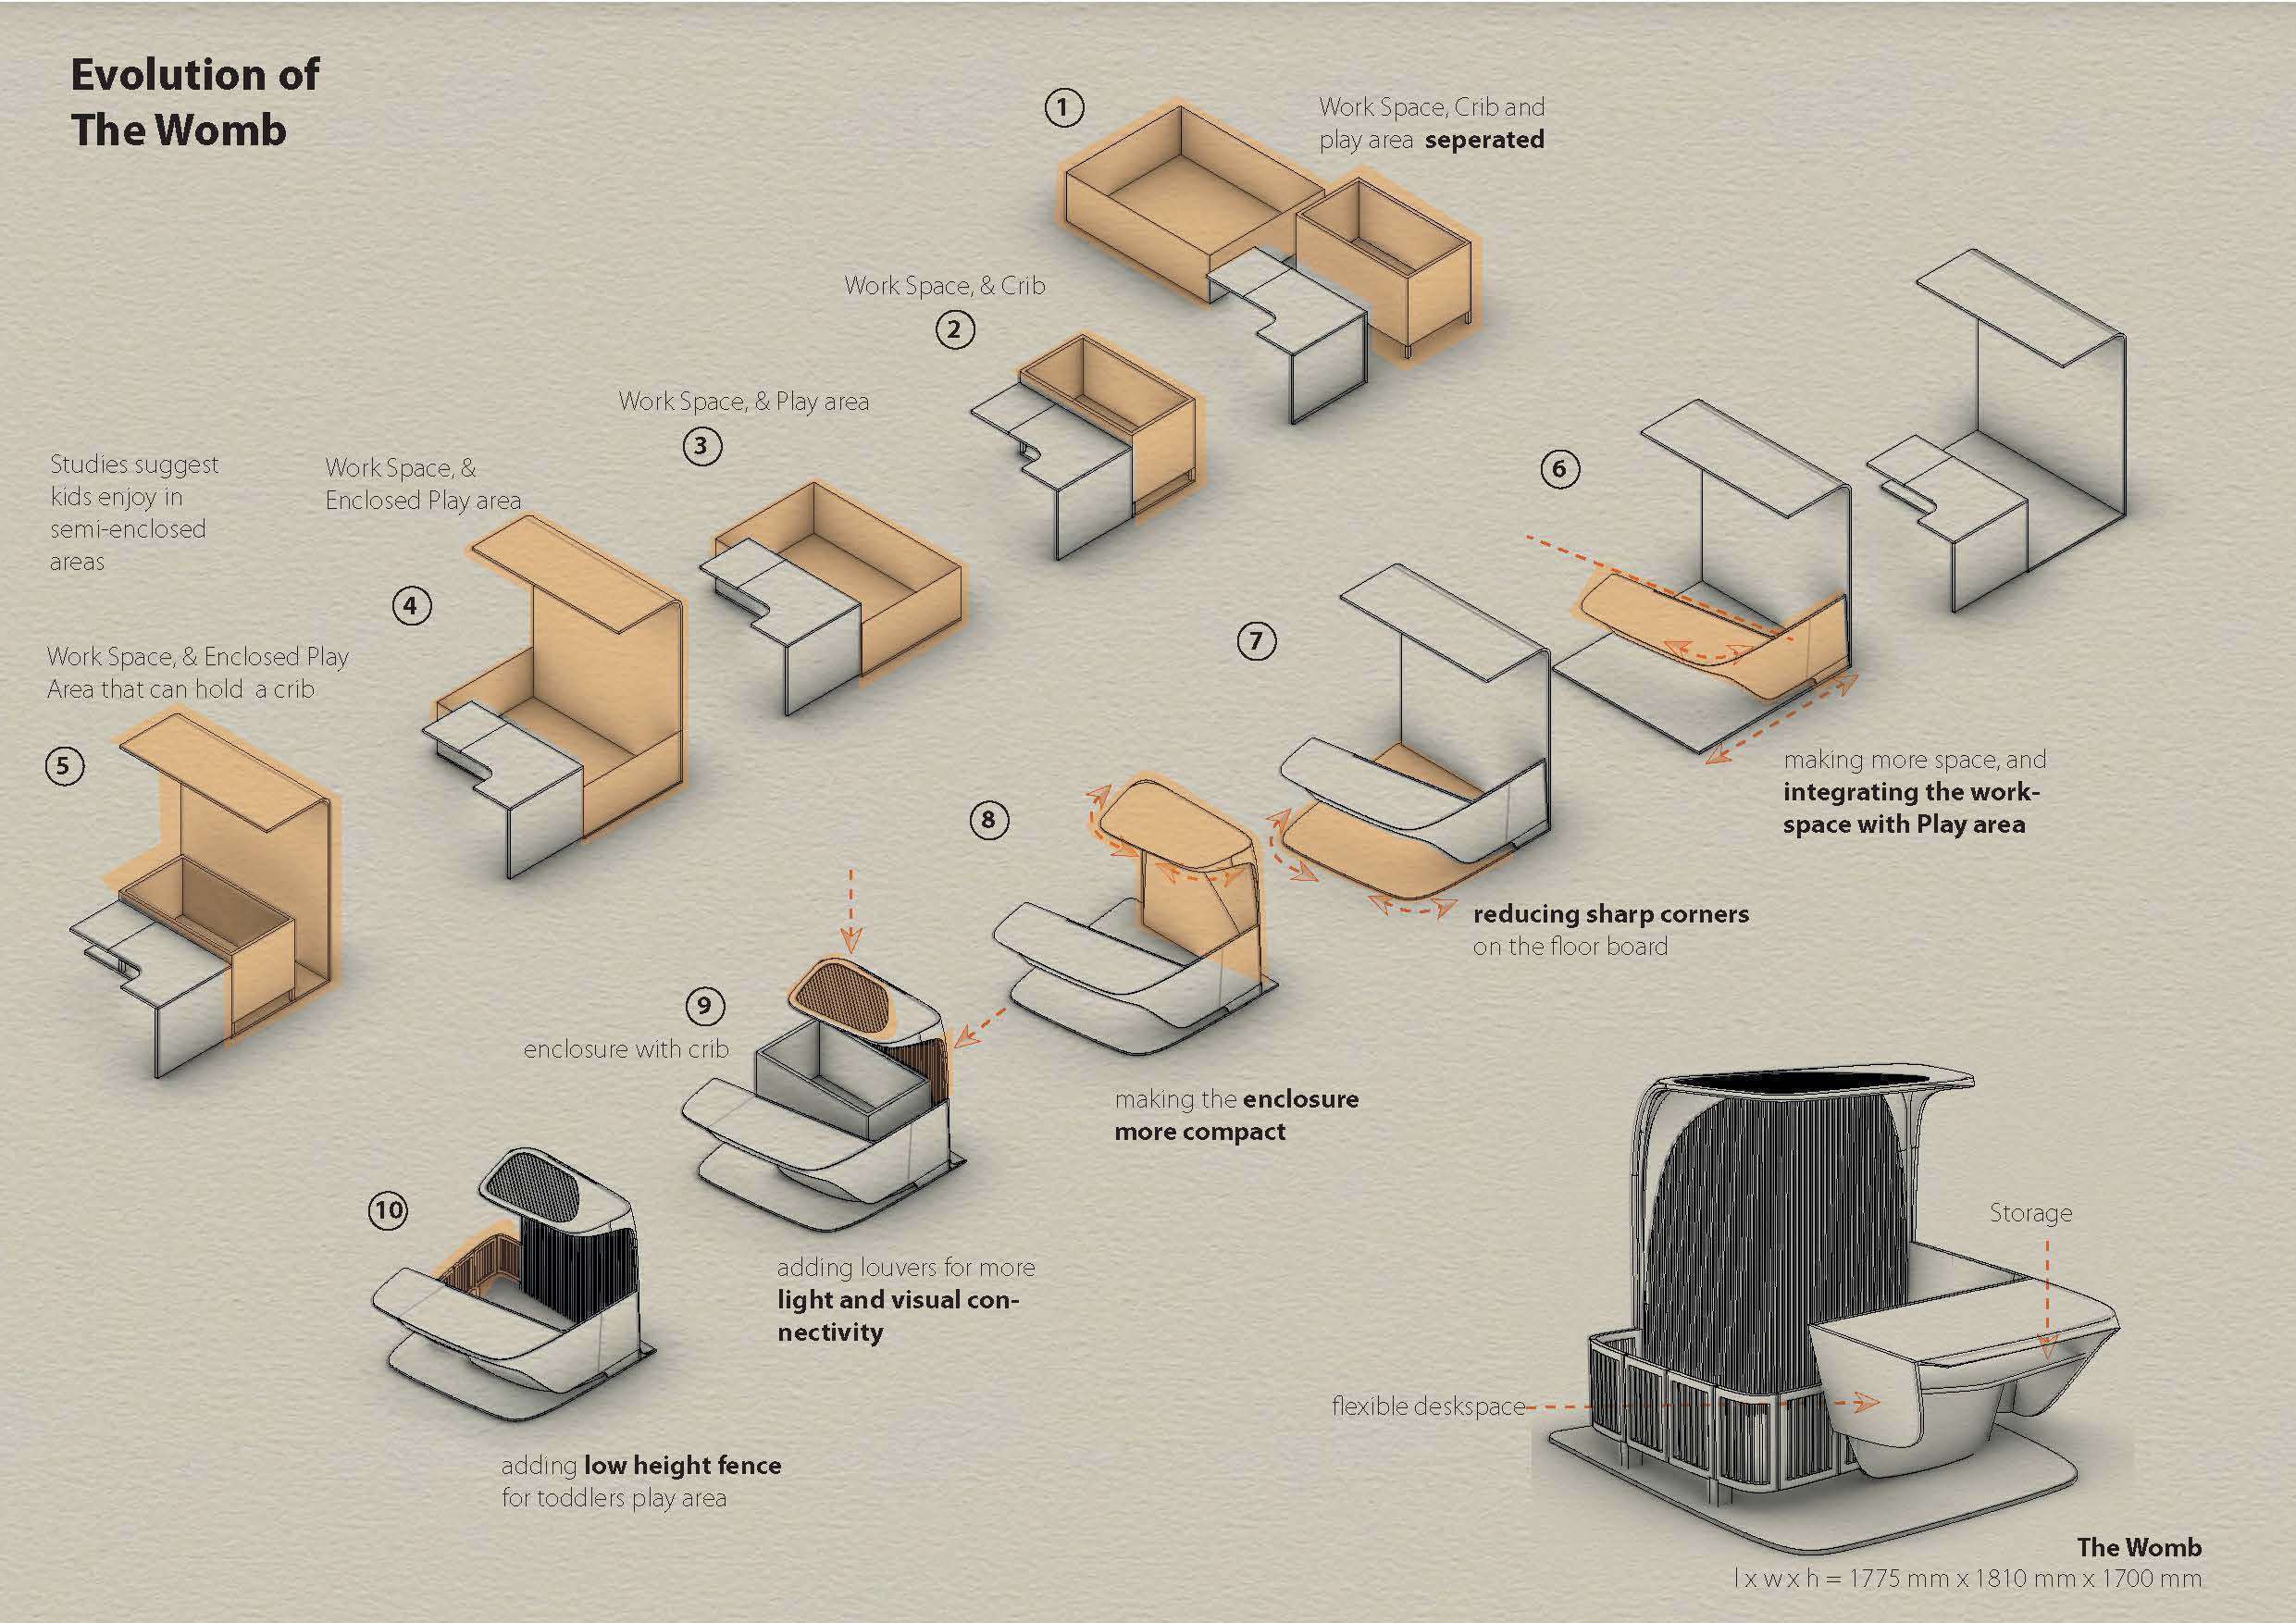 Evolution of
The Womb
1
Work Space, Crib and
play area seperated
Work Space, & Crib
2
Work Space, & Play area
3
Studies suggest
kids enjoy in
semi-enclosed
areas
Work Space, &
Enclosed Play area
4
Work Space, & Enclosed Play
Area that can hold a crib
5
6
making more space, and
integrating the work-
space with Play area
7
reducing sharp corners
on the floor board
8
making the enclosure
more compact
9
enclosure with crib
adding louvers for more
light and visual con-
nectivity
10
adding low height fence
for toddlers play area
Storage
flexible deskspace
The Womb
l x w x h = 1775 mm x 1810 mm x 1700 mm